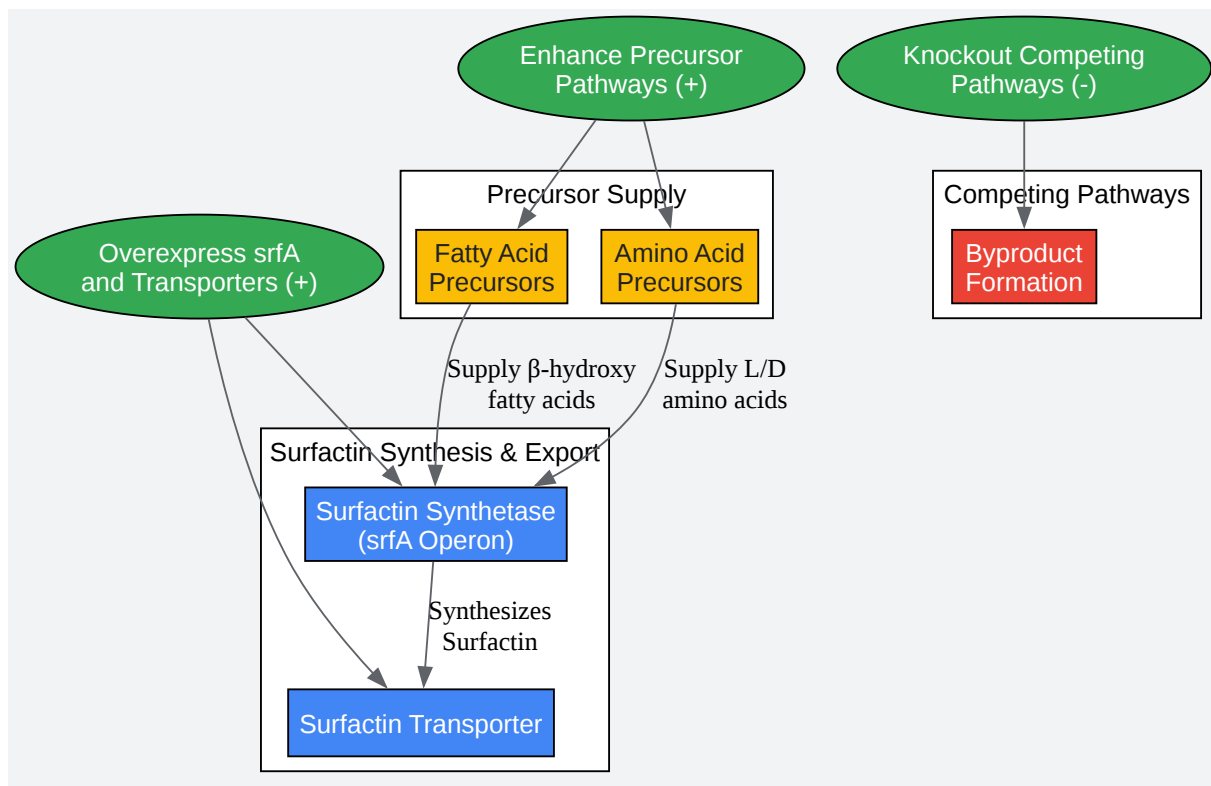 Enhance Precursor
Pathways (+)
Knockout Competing
Pathways (-)
Precursor Supply
Competing Pathways
Overexpress srfA
and Transporters (+)
Fatty Acid
Precursors
Amino Acid
Precursors
Byproduct
Formation
Supply β-hydroxy
fatty acids
Supply L/D
amino acids
Surfactin Synthesis & Export
Surfactin Synthetase
(srfA Operon)
Synthesizes
Surfactin
Surfactin Transporter